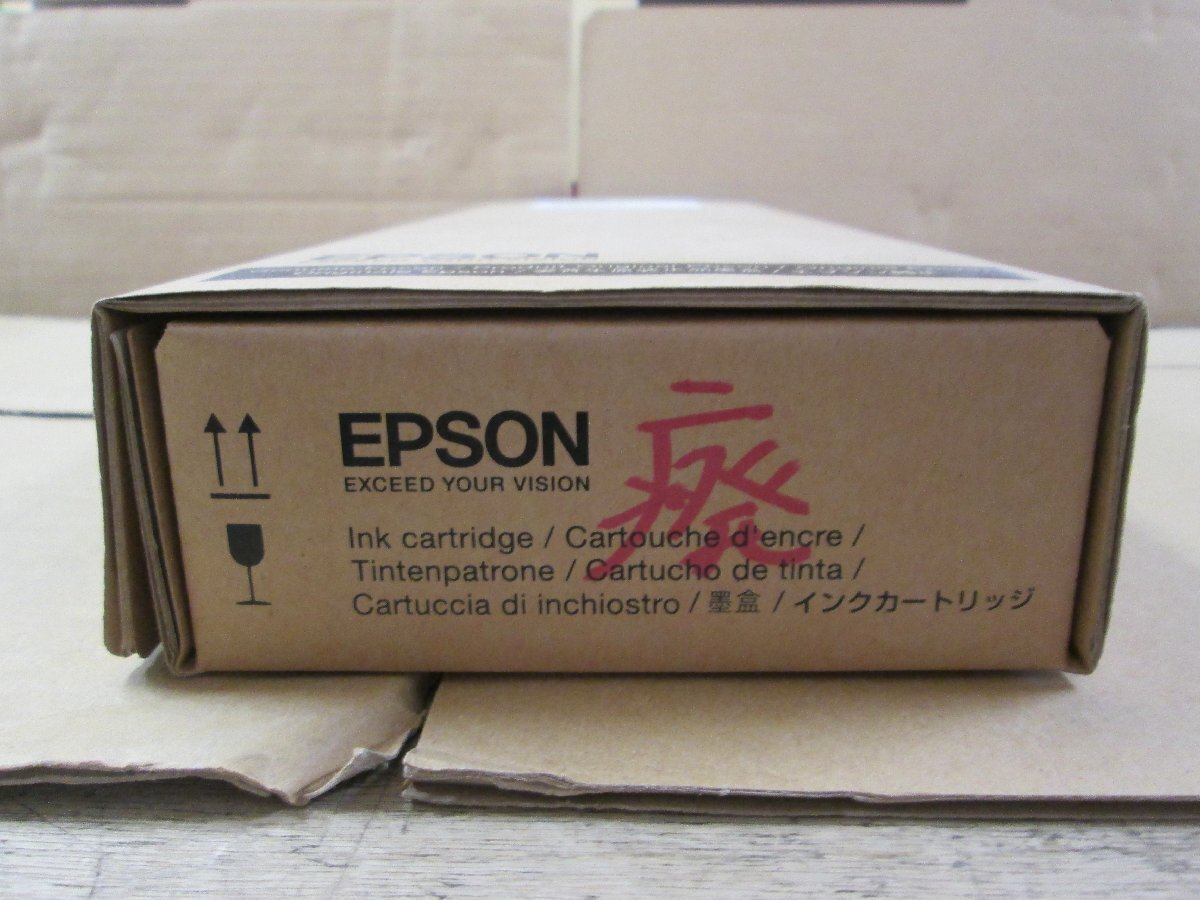 EPSON
EPSON
EXCEED YOUR VISION
廃
Ink cartridge / Cartouche d'encre /
Tintenpatrone / Cartucho de tinta /
Cartuccia di inchiostro / 墨盒 / インクカートリッジ